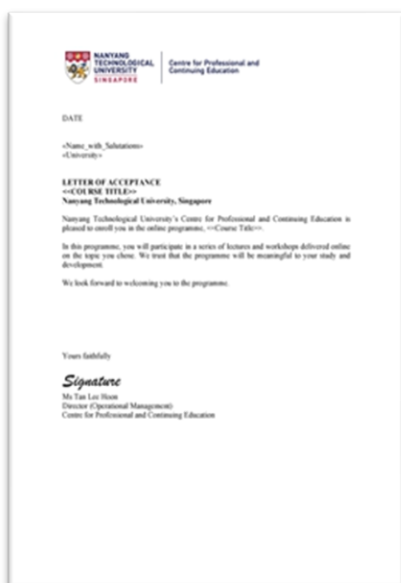 NANYANG
TECHNOLOGICAL
UNIVERSITY
SINGAPORE
Centre for Professional and
Continuing Education
DATE
<Name_with_Salutations>
<University>
LETTER OF ACCEPTANCE
<<COURSE TITLE>>
Nanyang Technological University, Singapore
Nanyang Technological University's Centre for Professional and Continuing Education is
pleased to enroll you in the online programme, <<Course Title>>.
In this programme, you will participate in a series of lectures and workshops delivered online
on the topic you chose. We trust that the programme will be meaningful to your study and
development.
We look forward to welcoming you to the programme.
Yours faithfully
Signature
Ms Tan Lee Hoon
Director (Operational Management)
Centre for Professional and Continuing Education